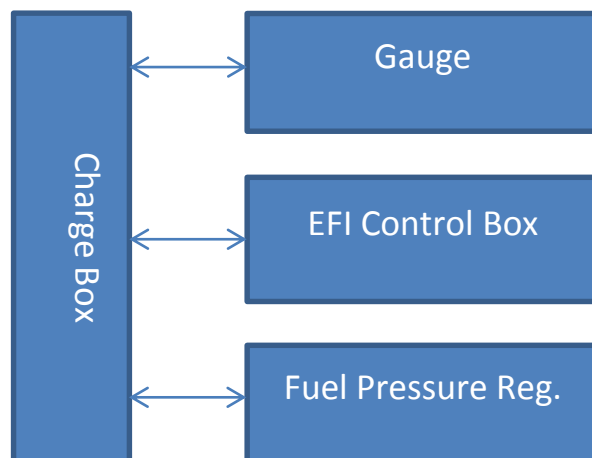 Charge Box
Gauge
EFI Control Box
Fuel Pressure Reg.